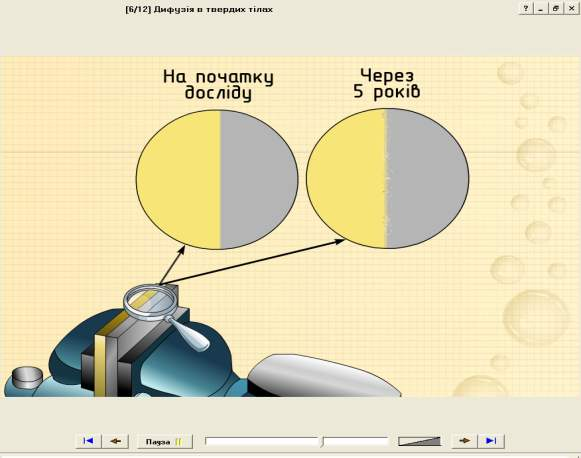 [6/12] Дифузія в твердих тілах
На початку
досліду
Через
5 років
Пауза